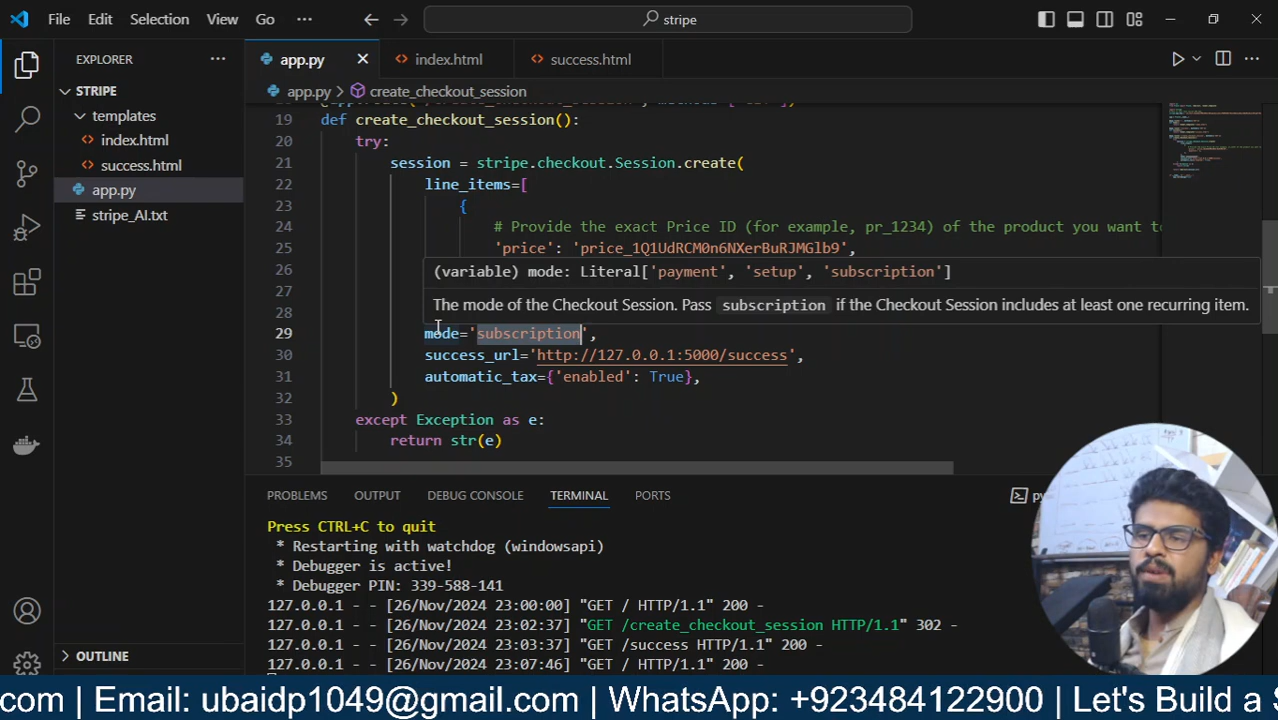 File Edit Selection View Go ··· stripe
EXPLORER ···
app.py
index.html
success.html
STRIPE
templates
index.html
success.html
app.py
stripe_AI.txt
OUTLINE
app.py > create_checkout_session
19 def create_checkout_session():
20 try:
21 session = stripe.checkout.Session.create(
22 line_items=[
23 {
24 # Provide the exact Price ID (for example, pr_1234) of the product you want to
25 'price': 'price_1Q1UdRCM0n6NXerBuRJMGlb9',
26
(variable) mode: Literal['payment', 'setup', 'subscription']
27
The mode of the Checkout Session. Pass subscription if the Checkout Session includes at least one recurring item.
28
29 mode='subscription',
30 success_url='http://127.0.0.1:5000/success',
31 automatic_tax={'enabled': True},
32 )
33 except Exception as e:
34 return str(e)
35
PROBLEMS OUTPUT DEBUG CONSOLE TERMINAL PORTS
Press CTRL+C to quit
* Restarting with watchdog (windowsapi)
* Debugger is active!
* Debugger PIN: 339-588-141
127.0.0.1 - - [26/Nov/2024 23:00:00] "GET / HTTP/1.1" 200 -
127.0.0.1 - - [26/Nov/2024 23:02:37] "GET /create_checkout_session HTTP/1.1" 302 -
127.0.0.1 - - [26/Nov/2024 23:03:37] "GET /success HTTP/1.1" 200 -
127.0.0.1 - - [26/Nov/2024 23:07:46] "GET / HTTP/1.1" 200 -
com | Email: ubaidp1049@gmail.com | WhatsApp: +923484122900 | Let's Build a S